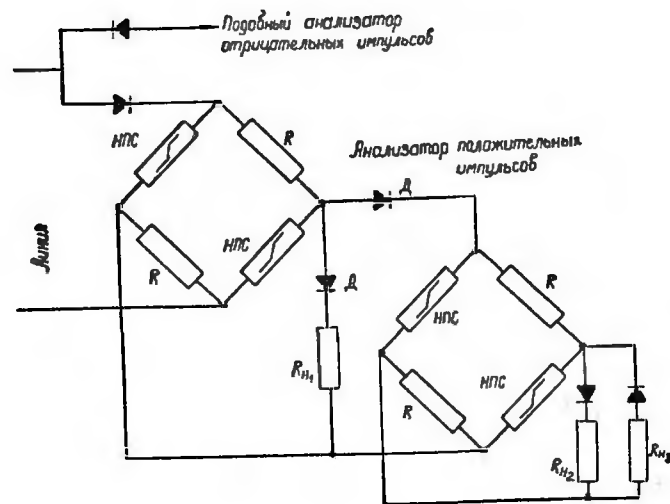 Подобный анализатор
отрицательных импульсов
НПС
R
Анализатор положительных
импульсов
Д
Линия
R
НПС
Д
Rн₁
НПС
R
R
НПС
Rн₂
Rн₃